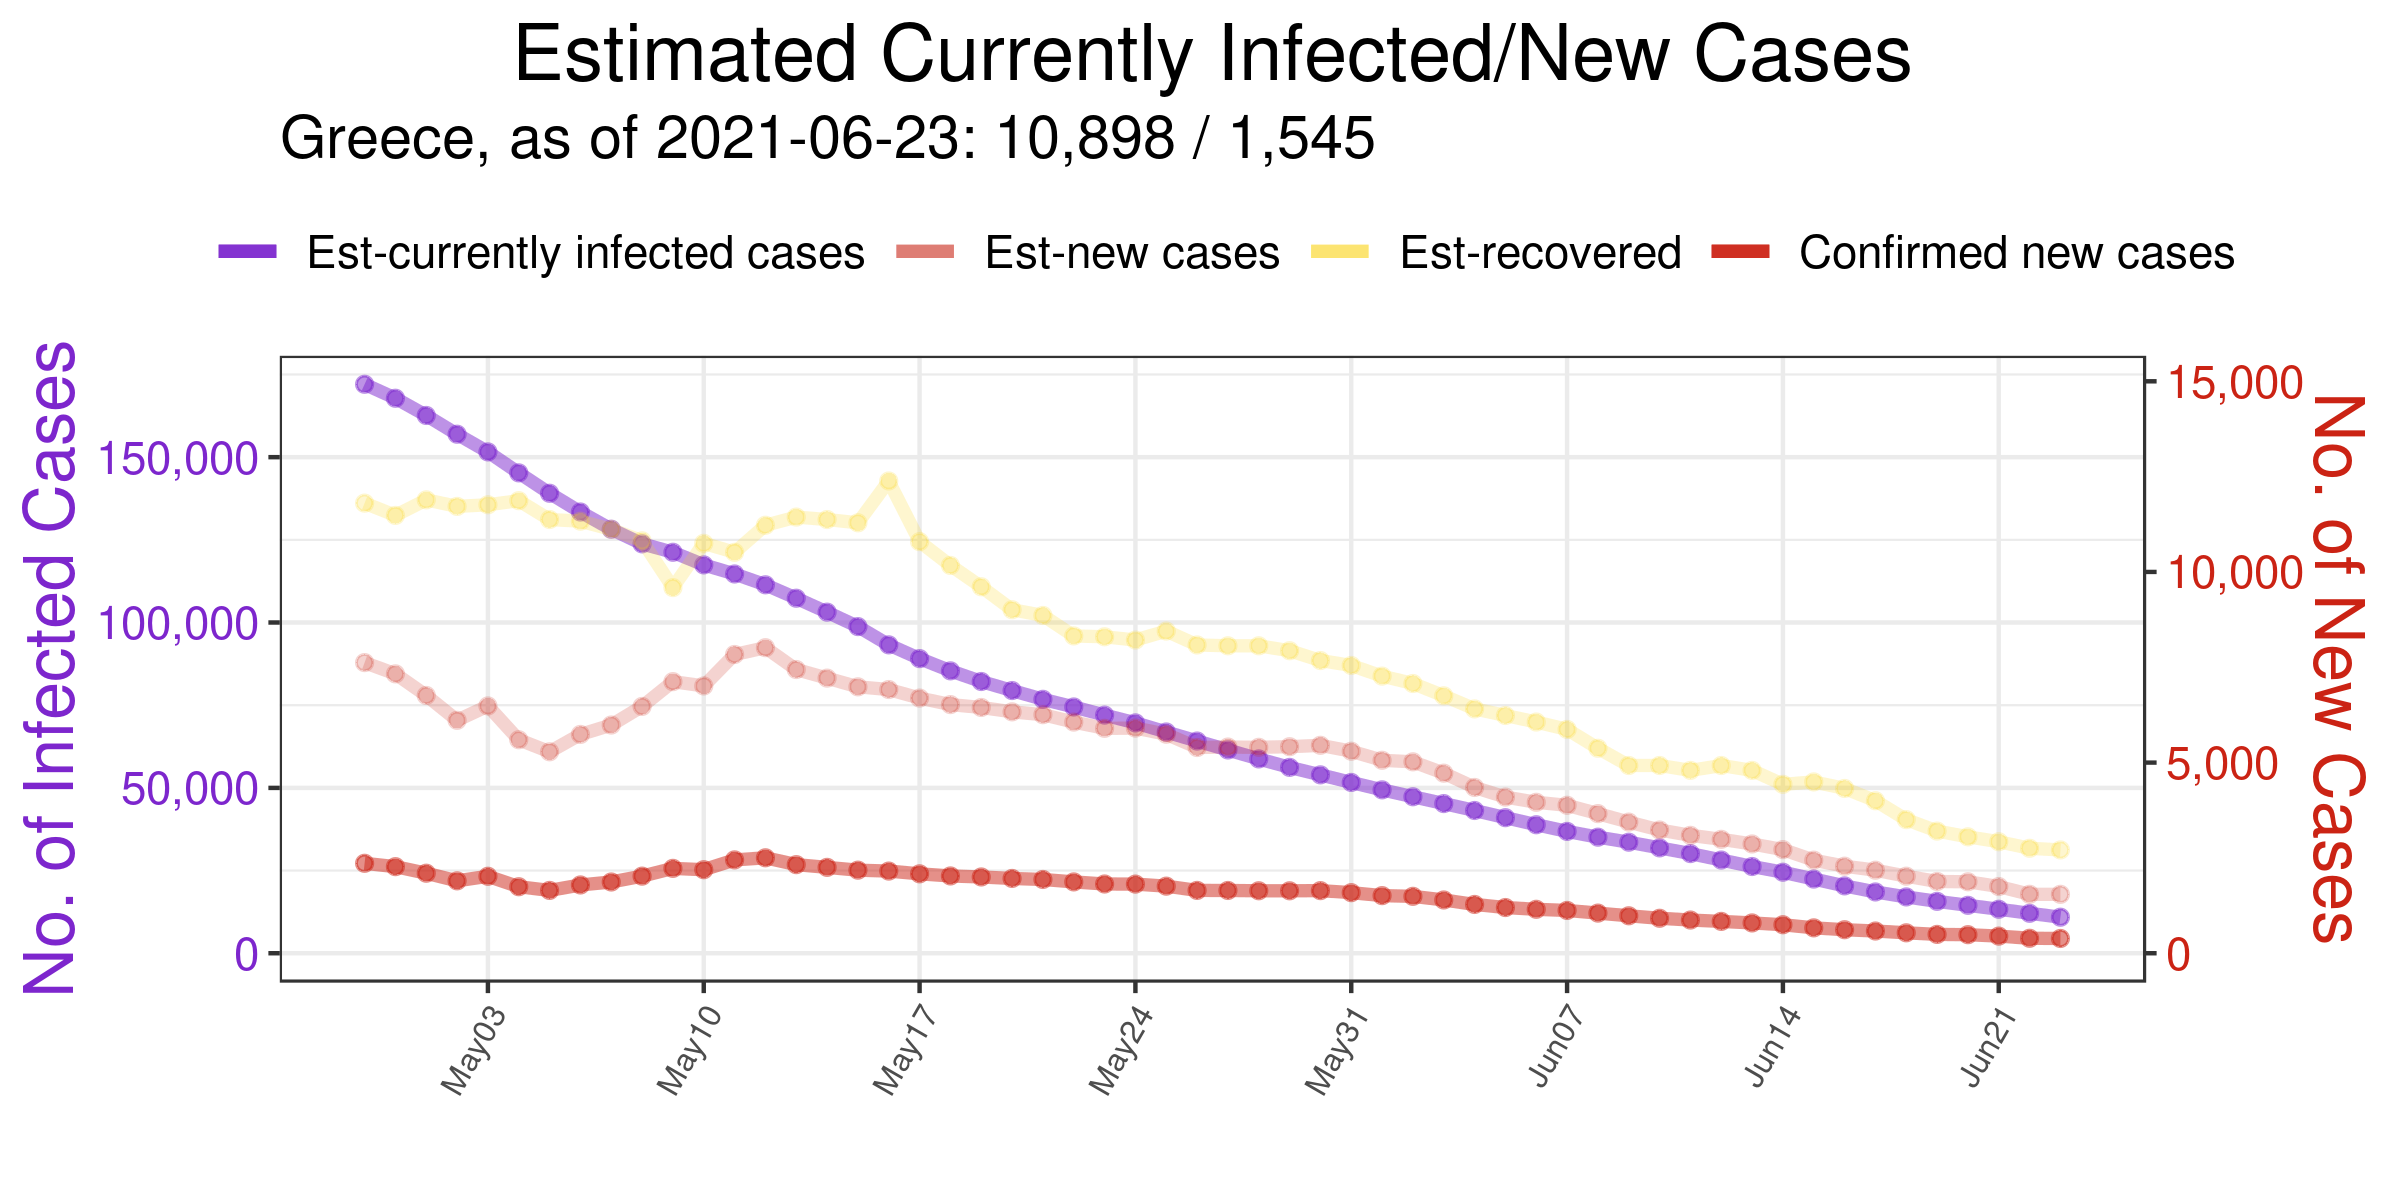 Estimated Currently Infected/New Cases
Greece, as of 2021-06-23: 10,898 / 1,545
Est-currently infected cases Est-new cases Est-recovered Confirmed new cases
No. of Infected Cases
150,000
100,000
50,000
0
15,000
10,000
5,000
0
No. of New Cases
May03 May10 May17 May24 May31 Jun07 Jun14 Jun21